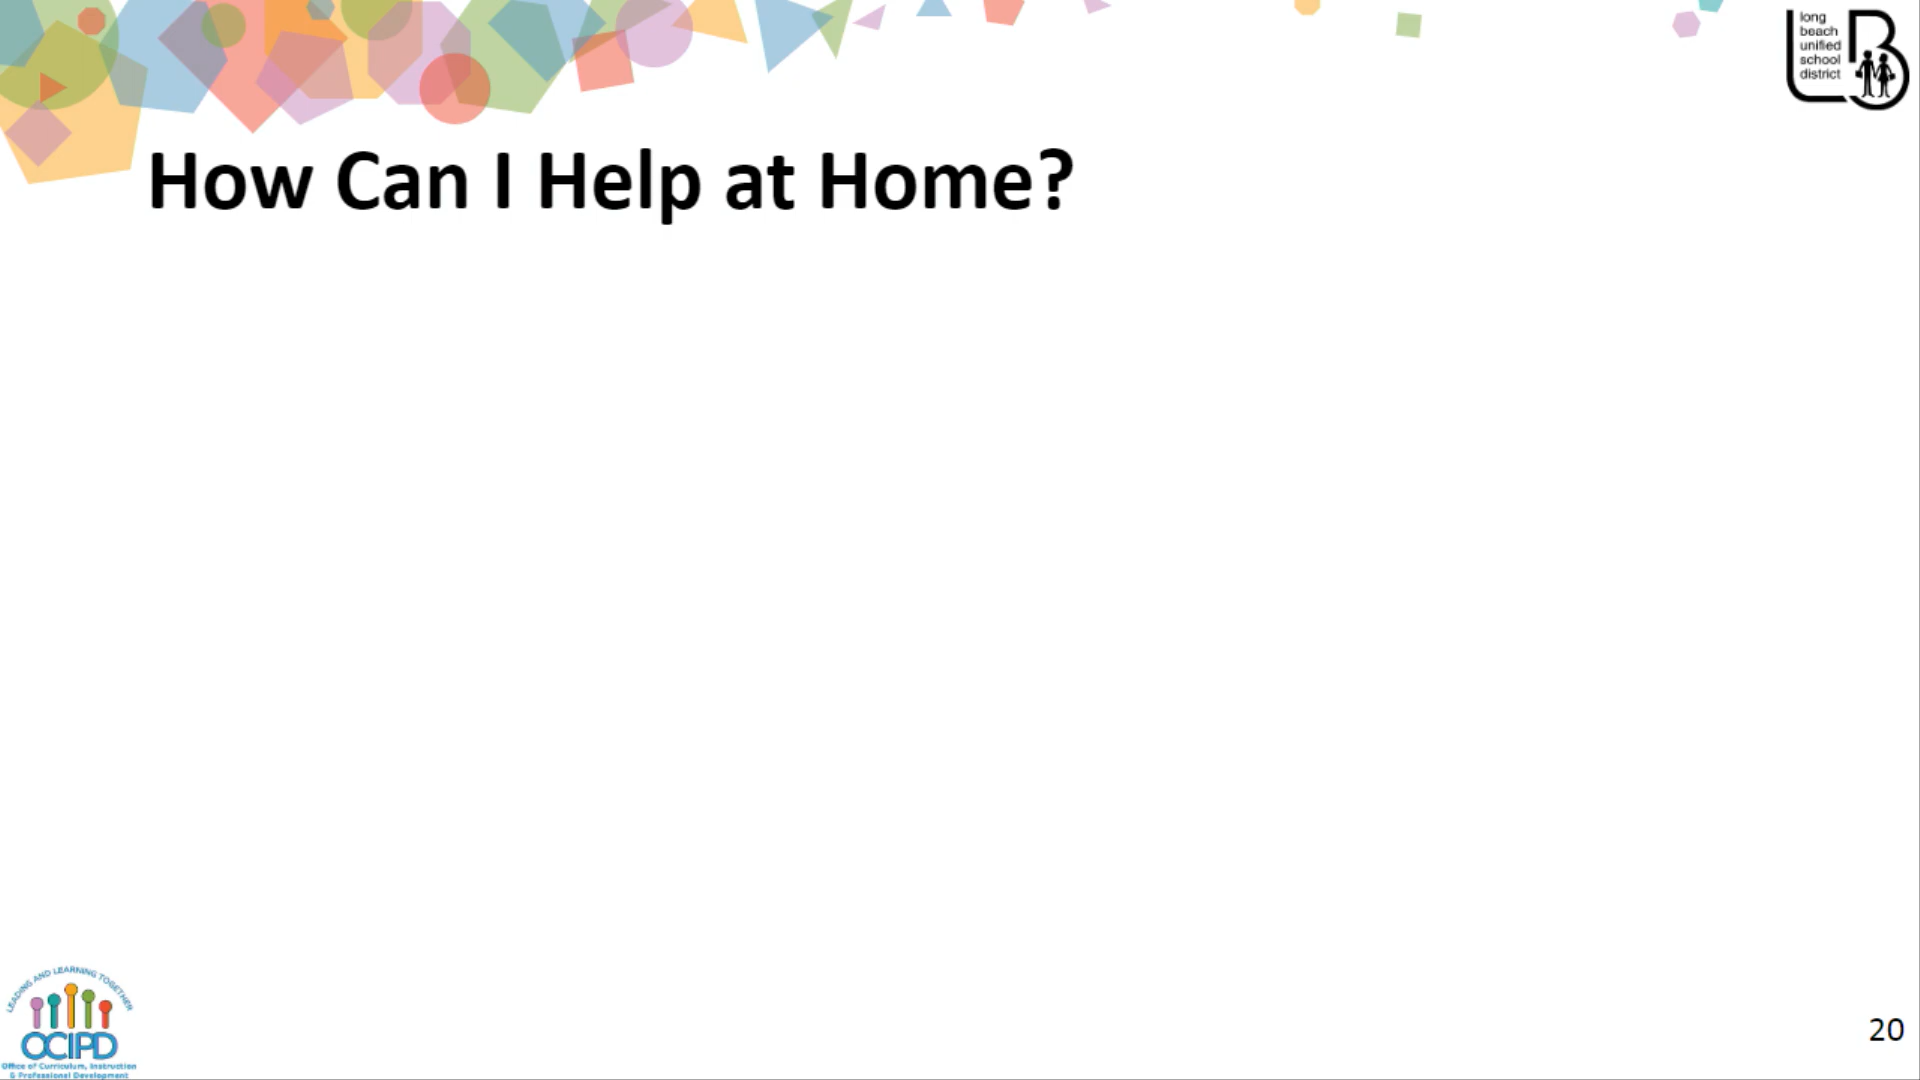 long
beach
unified
school
district
How Can I Help at Home?
LEADING AND LEARNING TOGETHER
OCIPD
Office of Curriculum, Instruction
& Professional Development
20